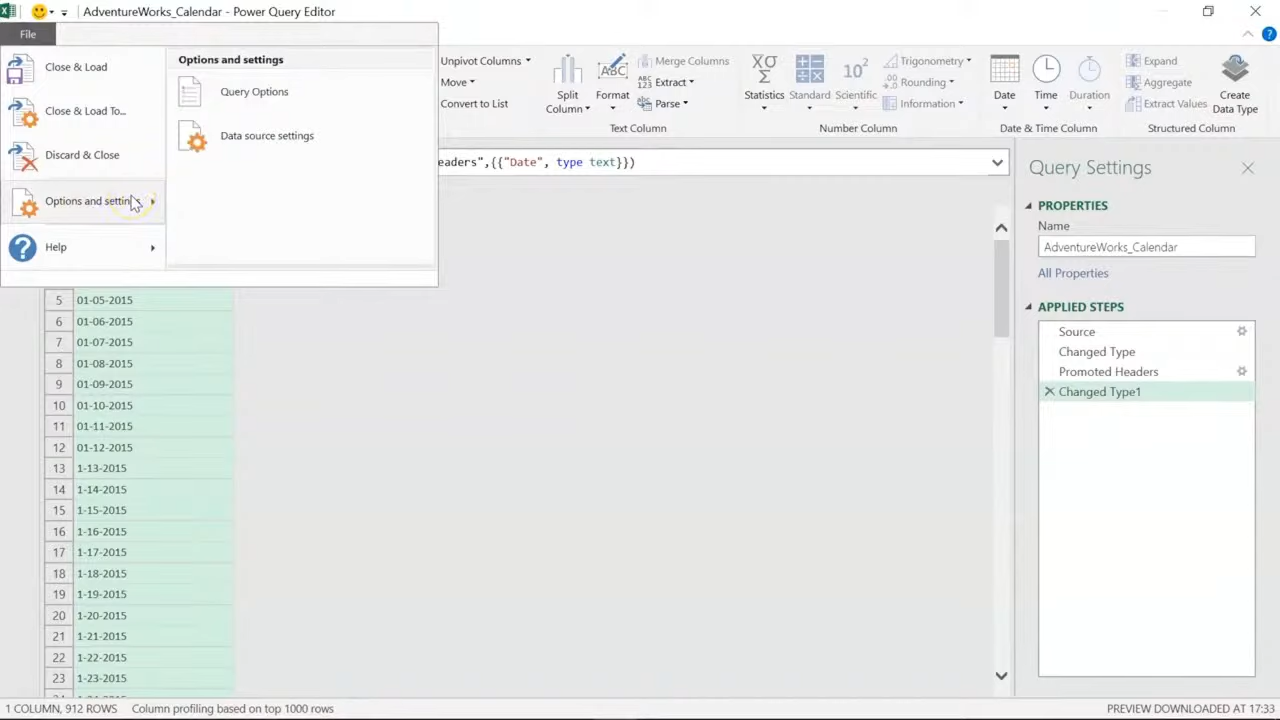 AdventureWorks_Calendar - Power Query Editor
File
Close & Load
Close & Load To...
Discard & Close
Options and settin
Help
Options and settings
Query Options
Data source settings
Unpivot Columns
Move
Convert to List
Split
Column
ABC
Format
Merge Columns
ABC
123
Extract
Parse
Text Column
XΣ
σ
Statistics
Standard
10²
Scientific
Trigonometry
.00
Rounding
Information
Number Column
Date
Time
Duration
Date & Time Column
Expand
Aggregate
Extract Values
Structured Column
Create
Data Type
eaders",{{"Date", type text}})
5 01-05-2015
6 01-06-2015
7 01-07-2015
8 01-08-2015
9 01-09-2015
10 01-10-2015
11 01-11-2015
12 01-12-2015
13 1-13-2015
14 1-14-2015
15 1-15-2015
16 1-16-2015
17 1-17-2015
18 1-18-2015
19 1-19-2015
20 1-20-2015
21 1-21-2015
22 1-22-2015
23 1-23-2015
Query Settings
PROPERTIES
Name
AdventureWorks_Calendar
All Properties
APPLIED STEPS
Source
Changed Type
Promoted Headers
Changed Type1
1 COLUMN, 912 ROWS Column profiling based on top 1000 rows
PREVIEW DOWNLOADED AT 17:33